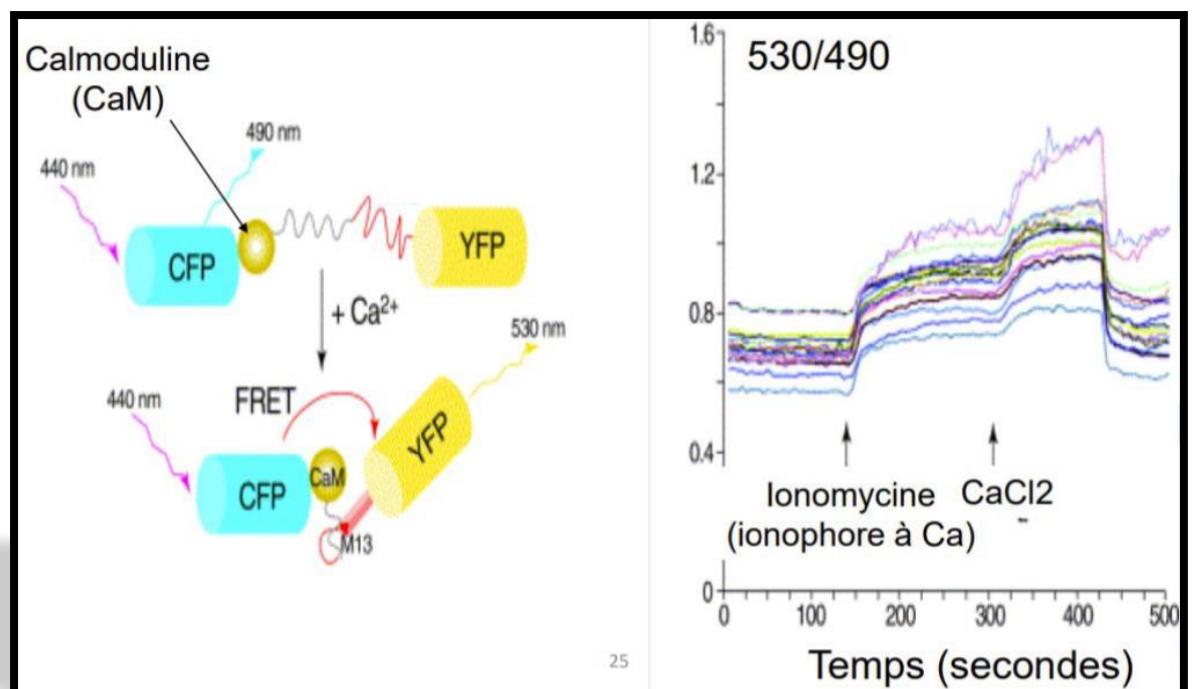 Calmoduline
(CaM)
490 nm
440 nm
CFP
YFP
+ Ca²⁺
530 nm
440 nm
FRET
CFP
CaM
YFP
M13
25
530/490
1.6
1.2
1
0.8
0.4
0
Ionomycine
(ionophore à Ca)
CaCl2
0 100 200 300 400 500
Temps (secondes)